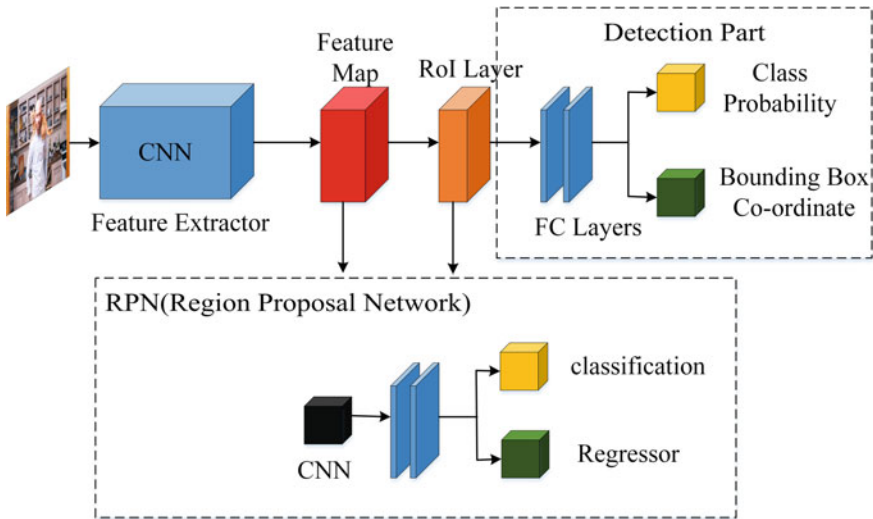 Detection Part
Feature
Map
RoI Layer
Class
Probability
CNN
Bounding Box
Co-ordinate
Feature Extractor
FC Layers
RPN(Region Proposal Network)
classification
CNN
Regressor